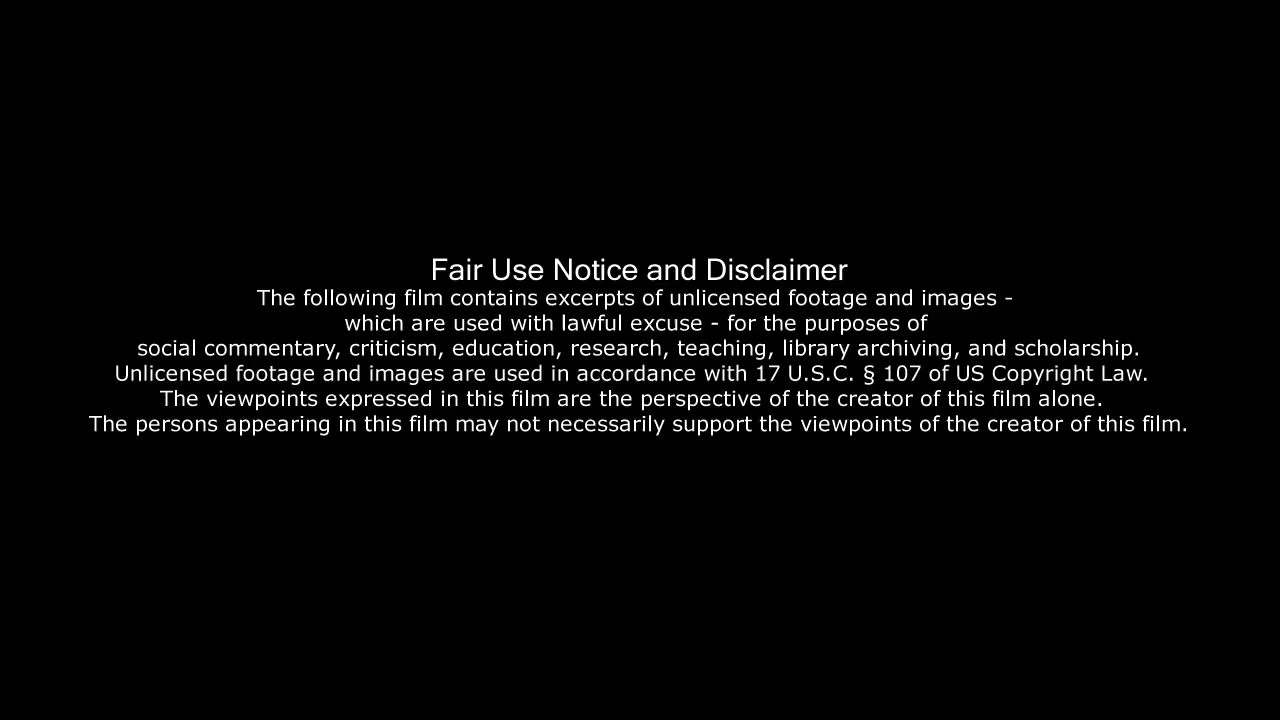 Fair Use Notice and Disclaimer
The following film contains excerpts of unlicensed footage and images -
which are used with lawful excuse - for the purposes of
social commentary, criticism, education, research, teaching, library archiving, and scholarship.
Unlicensed footage and images are used in accordance with 17 U.S.C. § 107 of US Copyright Law.
The viewpoints expressed in this film are the perspective of the creator of this film alone.
The persons appearing in this film may not necessarily support the viewpoints of the creator of this film.